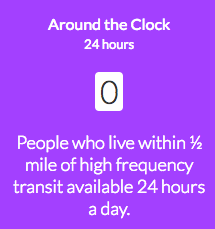 Around the Clock
24 hours
0
People who live within ½
mile of high frequency
transit available 24 hours
a day.